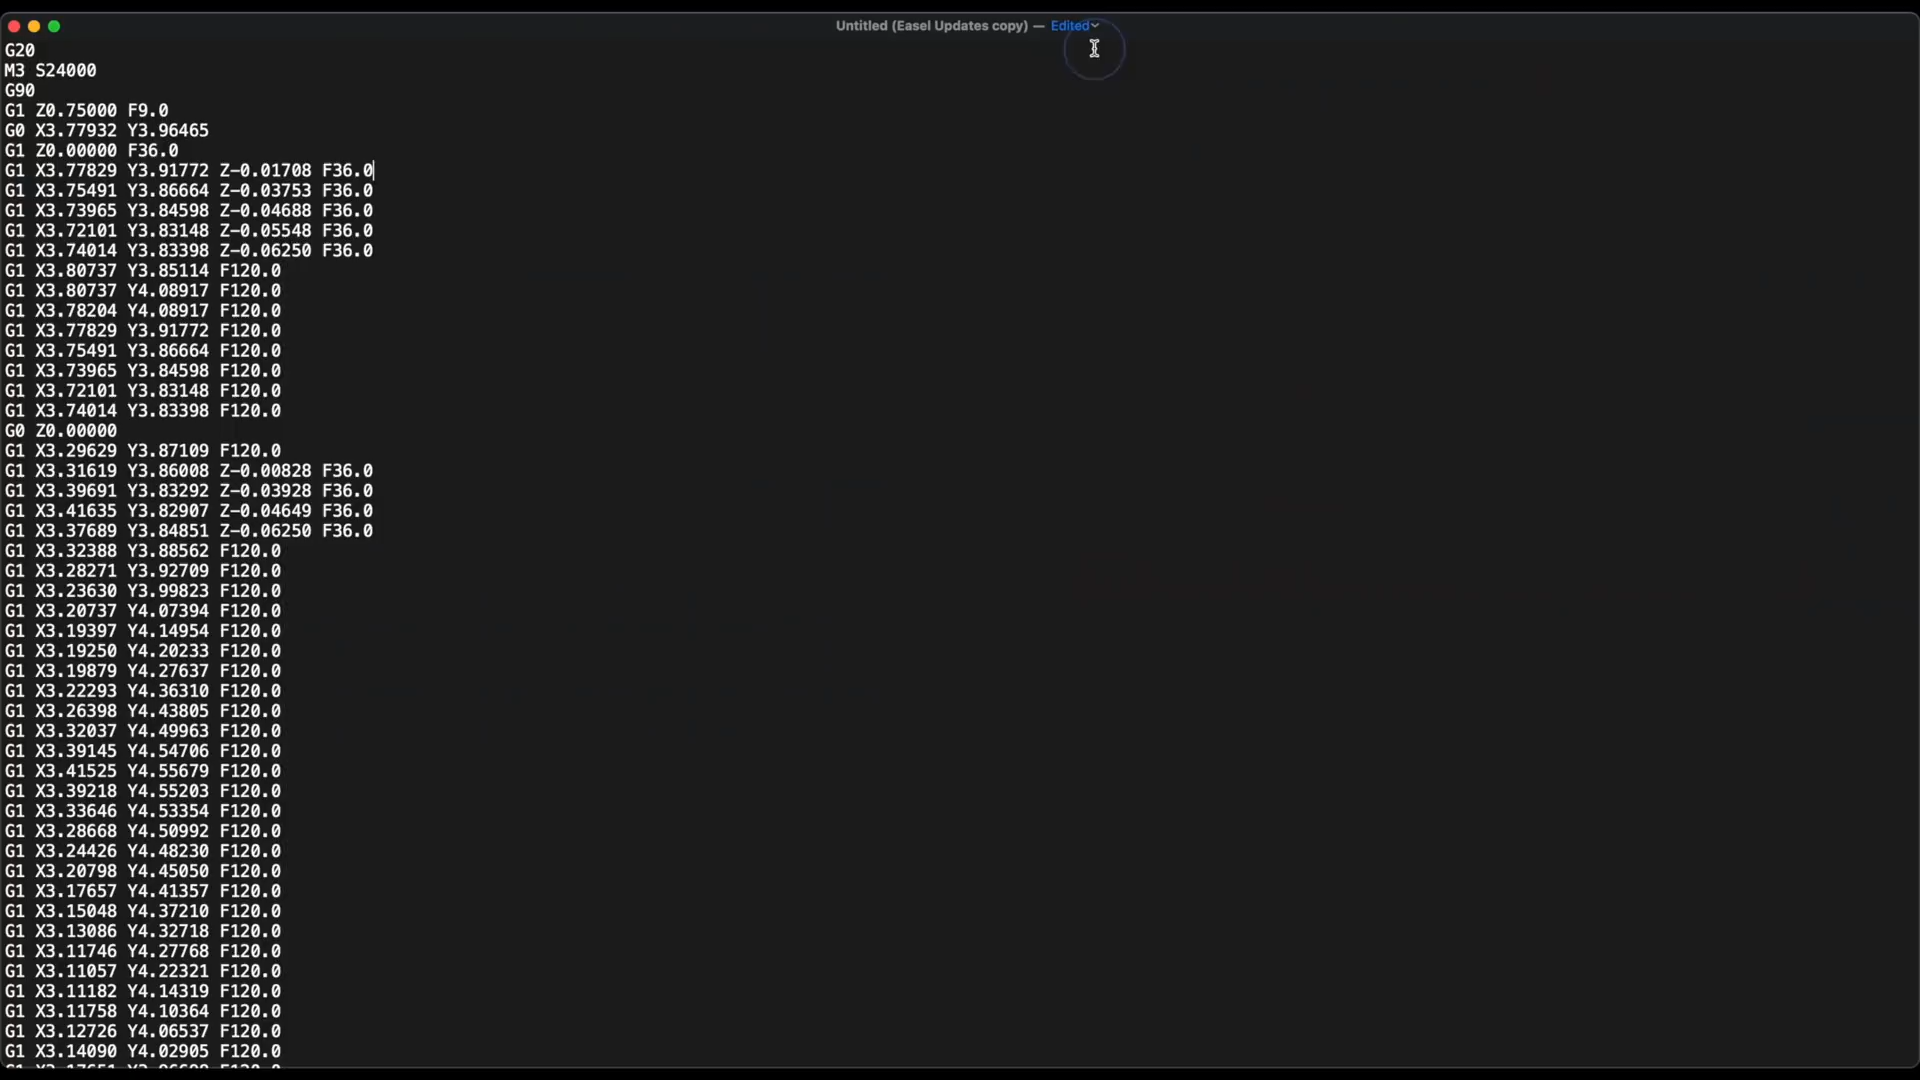 Untitled (Easel Updates copy) — Edited
G20
M3 S24000
G90
G1 Z0.75000 F9.0
G0 X3.77932 Y3.96465
G1 Z0.00000 F36.0
G1 X3.77829 Y3.91772 Z-0.01708 F36.0
G1 X3.75491 Y3.86664 Z-0.03753 F36.0
G1 X3.73965 Y3.84598 Z-0.04688 F36.0
G1 X3.72101 Y3.83148 Z-0.05548 F36.0
G1 X3.74014 Y3.83398 Z-0.06250 F36.0
G1 X3.80737 Y3.85114 F120.0
G1 X3.80737 Y4.08917 F120.0
G1 X3.78204 Y4.08917 F120.0
G1 X3.77829 Y3.91772 F120.0
G1 X3.75491 Y3.86664 F120.0
G1 X3.73965 Y3.84598 F120.0
G1 X3.72101 Y3.83148 F120.0
G1 X3.74014 Y3.83398 F120.0
G0 Z0.00000
G1 X3.29629 Y3.87109 F120.0
G1 X3.31619 Y3.86008 Z-0.00828 F36.0
G1 X3.39691 Y3.83292 Z-0.03928 F36.0
G1 X3.41635 Y3.82907 Z-0.04649 F36.0
G1 X3.37689 Y3.84851 Z-0.06250 F36.0
G1 X3.32388 Y3.88562 F120.0
G1 X3.28271 Y3.92709 F120.0
G1 X3.23630 Y3.99823 F120.0
G1 X3.20737 Y4.07394 F120.0
G1 X3.19397 Y4.14954 F120.0
G1 X3.19250 Y4.20233 F120.0
G1 X3.19879 Y4.27637 F120.0
G1 X3.22293 Y4.36310 F120.0
G1 X3.26398 Y4.43805 F120.0
G1 X3.32037 Y4.49963 F120.0
G1 X3.39145 Y4.54706 F120.0
G1 X3.41525 Y4.55679 F120.0
G1 X3.39218 Y4.55203 F120.0
G1 X3.33646 Y4.53354 F120.0
G1 X3.28668 Y4.50992 F120.0
G1 X3.24426 Y4.48230 F120.0
G1 X3.20798 Y4.45050 F120.0
G1 X3.17657 Y4.41357 F120.0
G1 X3.15048 Y4.37210 F120.0
G1 X3.13086 Y4.32718 F120.0
G1 X3.11746 Y4.27768 F120.0
G1 X3.11057 Y4.22321 F120.0
G1 X3.11182 Y4.14319 F120.0
G1 X3.11758 Y4.10364 F120.0
G1 X3.12726 Y4.06537 F120.0
G1 X3.14090 Y4.02905 F120.0